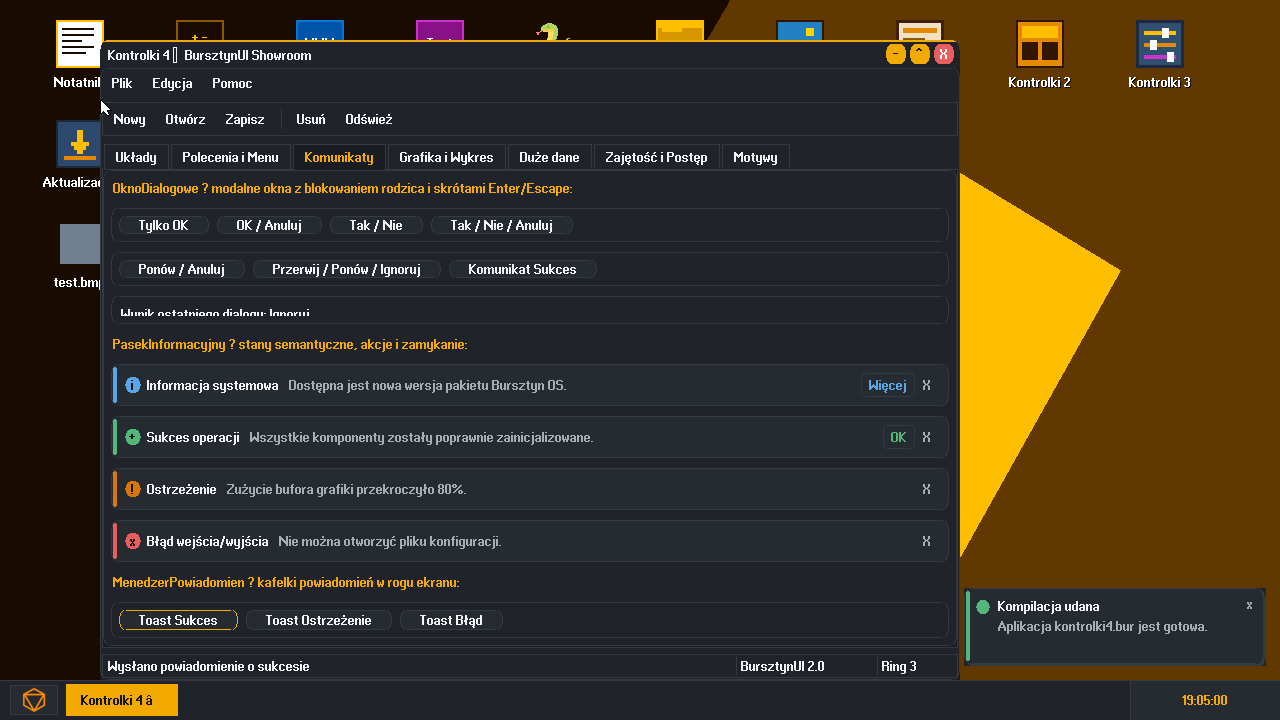 Kontrolki 4 BursztynUI Showroom
- ^ X
Plik Edycja Pomoc
Nowy Otwórz Zapisz Usuń Odśwież
Układy Polecenia i Menu Komunikaty Grafika i Wykres Duże dane Zajętość i Postęp Motywy
OknoDialogowe ? modalne okna z blokowaniem rodzica i skrótami Enter/Escape:
Tylko OK OK / Anuluj Tak / Nie Tak / Nie / Anuluj
Ponów / Anuluj Przerwij / Ponów / Ignoruj Komunikat Sukces
Wynik ostatniego dialogu: Ignoruj
PasekInformacyjny ? stany semantyczne, akcje i zamykanie:
i Informacja systemowa Dostępna jest nowa wersja pakietu Bursztyn OS. Więcej X
+ Sukces operacji Wszystkie komponenty zostały poprawnie zainicjalizowane. OK X
! Ostrzeżenie Zużycie bufora grafiki przekroczyło 80%. X
x Błąd wejścia/wyjścia Nie można otworzyć pliku konfiguracji. X
MenedzerPowiadomien ? kafelki powiadomień w rogu ekranu:
Toast Sukces Toast Ostrzeżenie Toast Błąd
Wysłano powiadomienie o sukcesie BursztynUI 2.0 Ring 3
Notatnik
Aktualizac
test.bmp
Kontrolki 2
Kontrolki 3
Kompilacja udana x
Aplikacja kontrolki4.bur jest gotowa.
Kontrolki 4 â
19:05:00